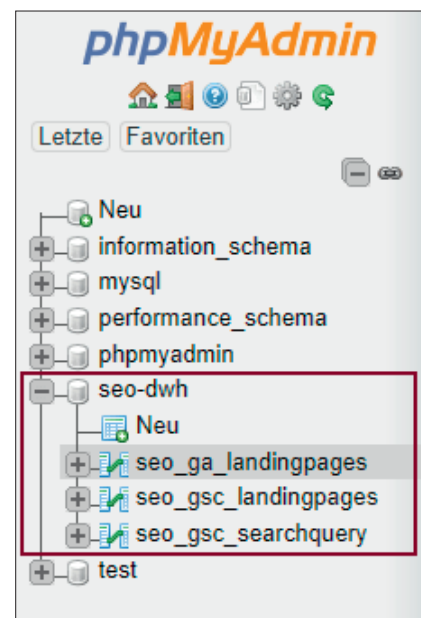 phpMyAdmin
Letzte Favoriten
Neu
information_schema
mysql
performance_schema
phpmyadmin
seo-dwh
Neu
seo_ga_landingpages
seo_gsc_landingpages
seo_gsc_searchquery
test